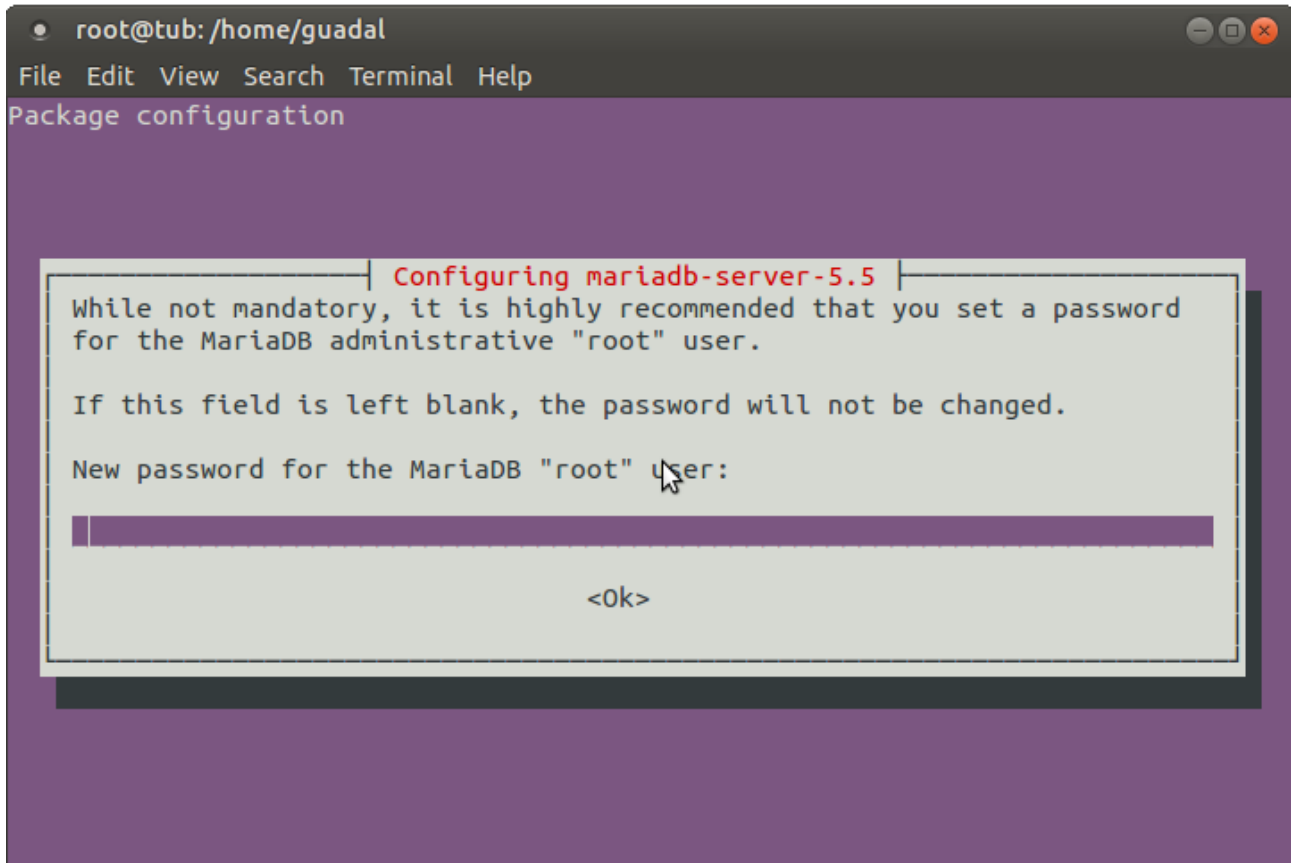 root@tub: /home/guadal
File Edit View Search Terminal Help
Package configuration
Configuring mariadb-server-5.5
While not mandatory, it is highly recommended that you set a password
for the MariaDB administrative "root" user.
If this field is left blank, the password will not be changed.
New password for the MariaDB "root" user:
<Ok>